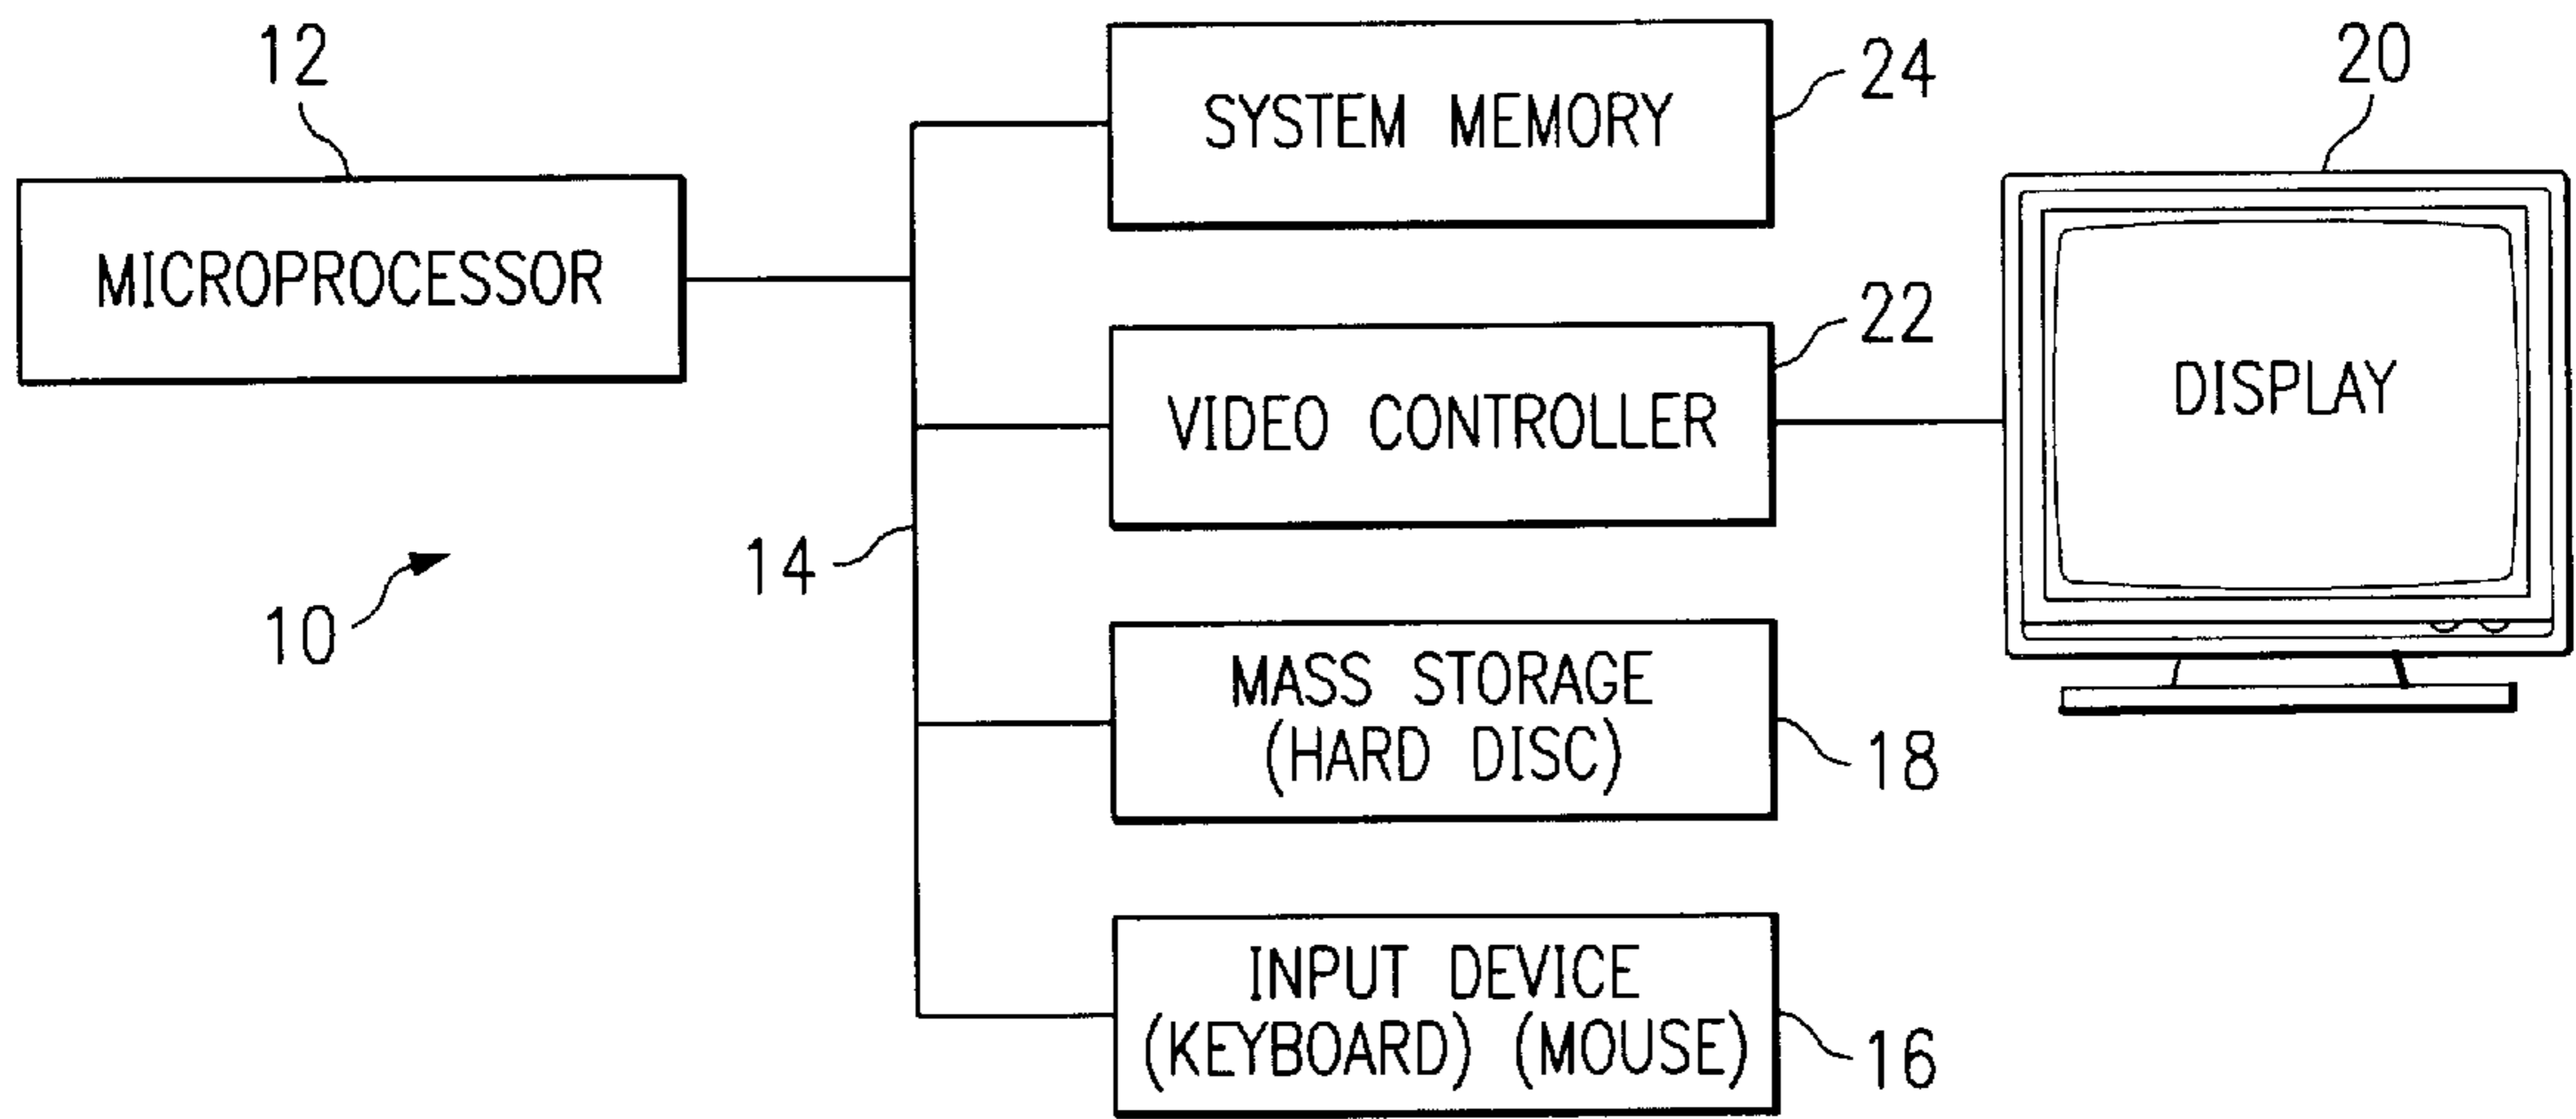 12
MICROPROCESSOR
10
14
SYSTEM MEMORY
24
VIDEO CONTROLLER
22
MASS STORAGE
(HARD DISC)
18
INPUT DEVICE
(KEYBOARD) (MOUSE)
16
20
DISPLAY